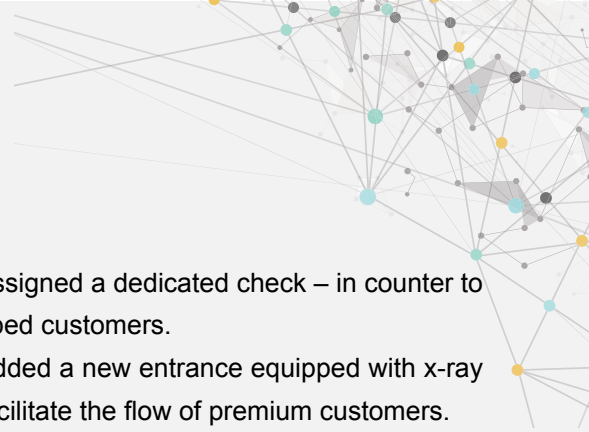 ssigned a dedicated check – in counter to
ped customers.
dded a new entrance equipped with x-ray
cilitate the flow of premium customers.